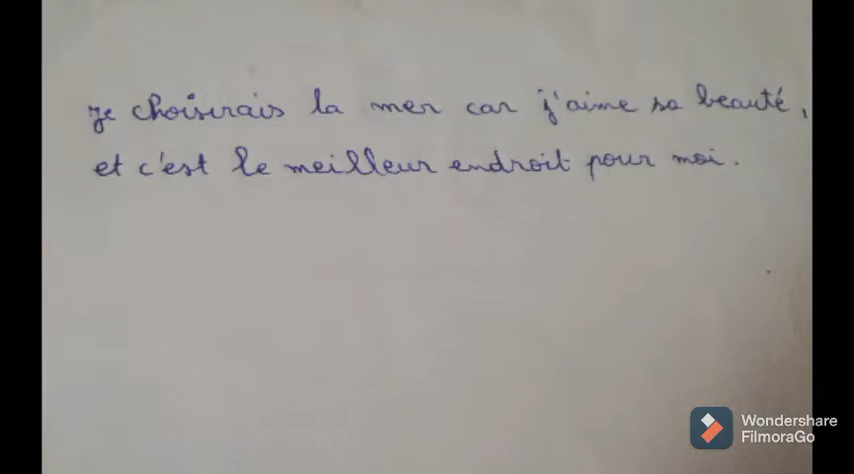 je choisirais la mer car j'aime sa beauté,
et c'est le meilleur endroit pour moi.
Wondershare
FilmoraGo